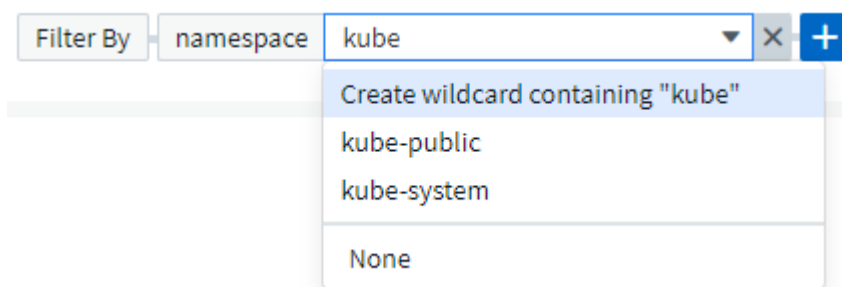 Filter By namespace kube
Create wildcard containing "kube"
kube-public
kube-system
None